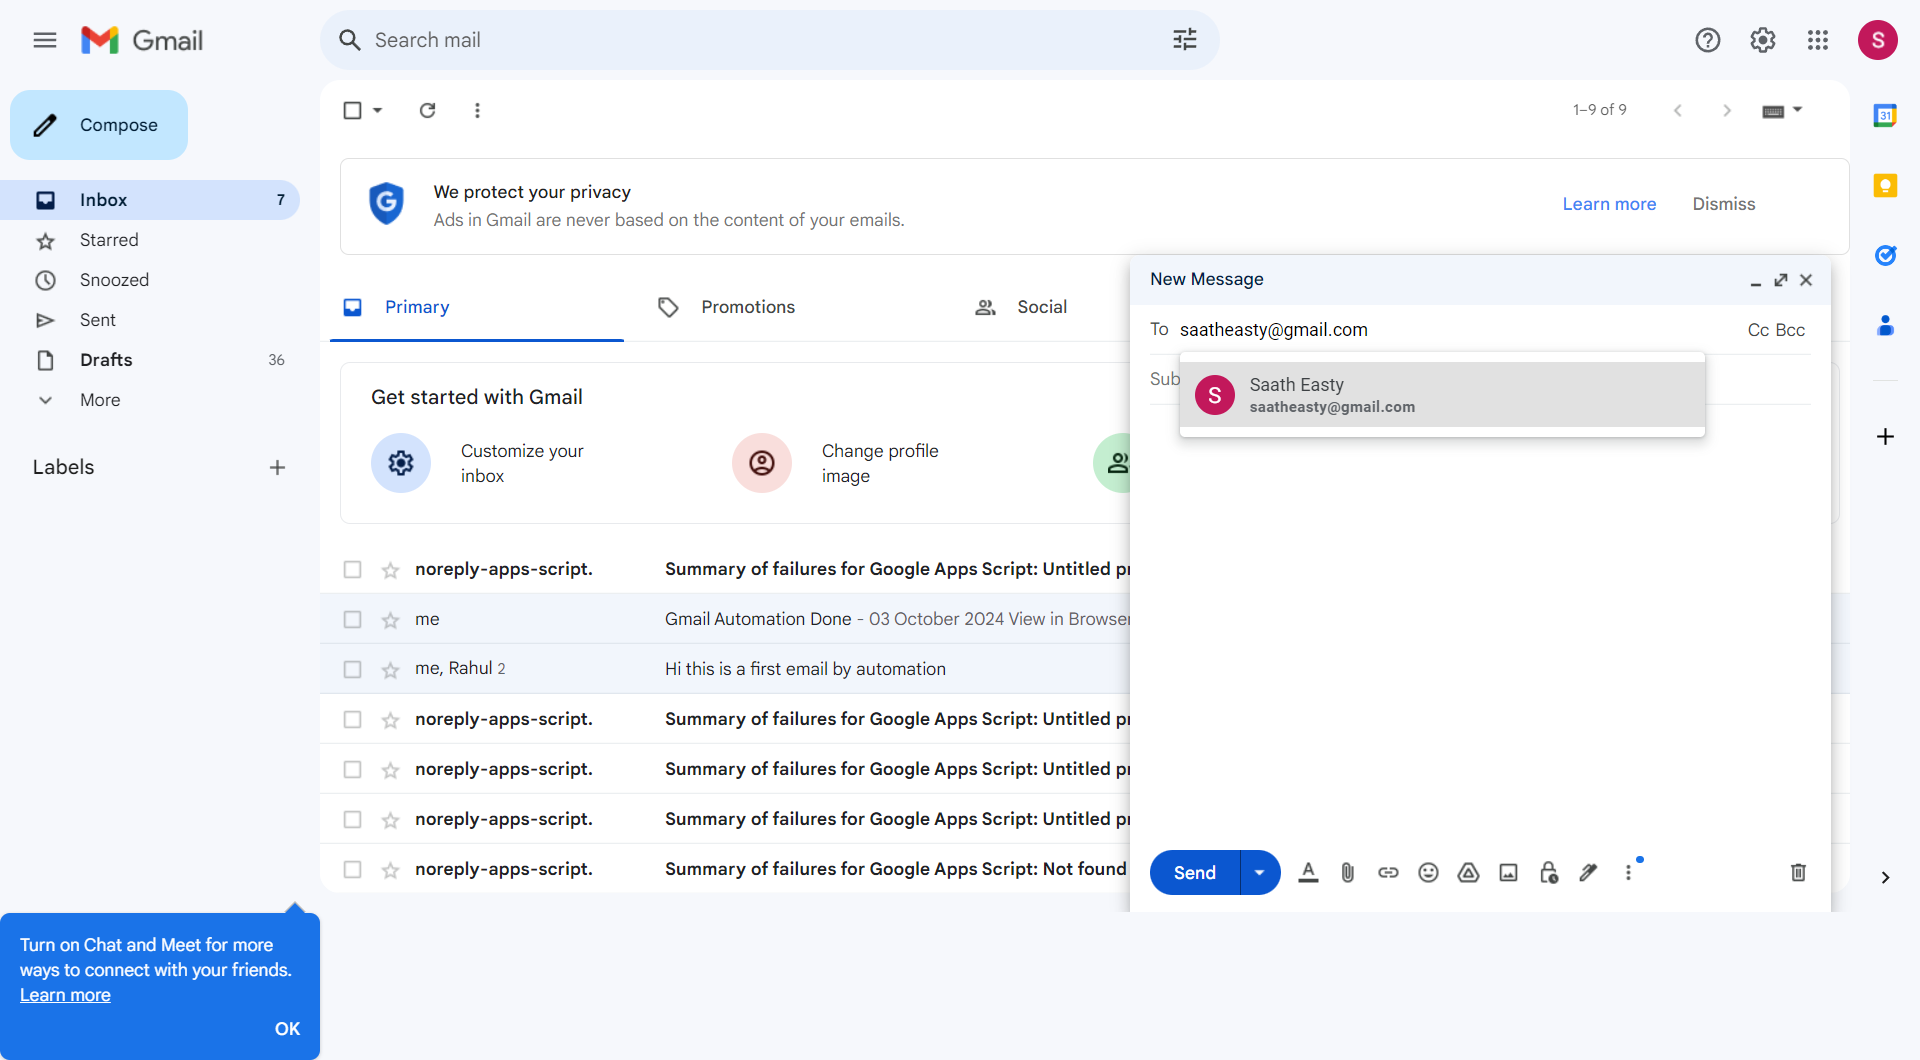 Gmail
Search mail
S
Compose
Inbox 7
Starred
Snoozed
Sent
Drafts 36
More
Labels
1–9 of 9
31
G
We protect your privacy
Ads in Gmail are never based on the content of your emails.
Learn more Dismiss
Primary
Promotions
Social
Get started with Gmail
Customize your
inbox
Change profile
image
noreply-apps-script. Summary of failures for Google Apps Script: Untitled
me Gmail Automation Done - 03 October 2024 View in Browser
me, Rahul 2 Hi this is a first email by automation
noreply-apps-script. Summary of failures for Google Apps Script: Untitled
noreply-apps-script. Summary of failures for Google Apps Script: Untitled
noreply-apps-script. Summary of failures for Google Apps Script: Untitled
noreply-apps-script. Summary of failures for Google Apps Script: Not found
New Message
To saatheasty@gmail.com Cc Bcc
Sub
S
Saath Easty
saatheasty@gmail.com
Send
Turn on Chat and Meet for more
ways to connect with your friends.
Learn more
OK